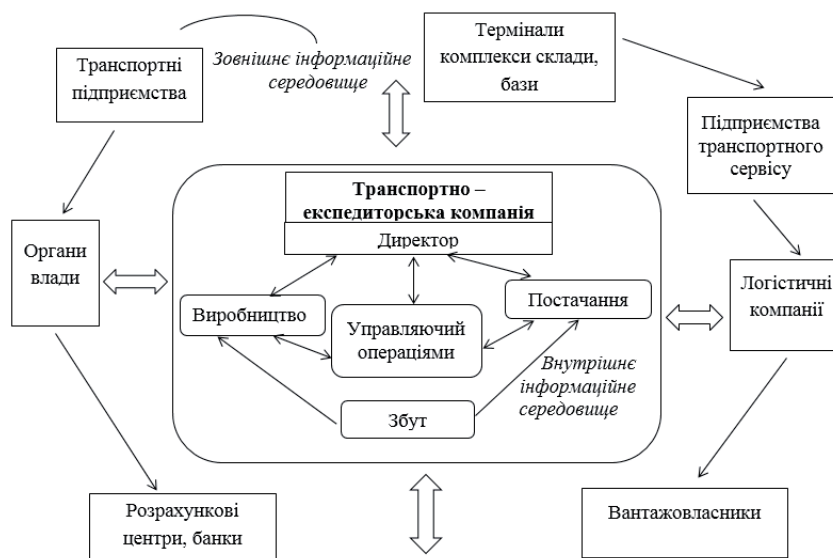 Транспортні
підприємства
Зовнішнє інформаційне
середовище
Термінали
комплекси склади,
бази
Підприємства
транспортного
сервісу
Транспортно –
експедиторська компанія
Директор
Органи
влади
Виробництво
Управляючий
операціями
Постачання
Логістичні
компанії
Внутрішнє
інформаційне
середовище
Збут
Розрахункові
центри, банки
Вантажовласники